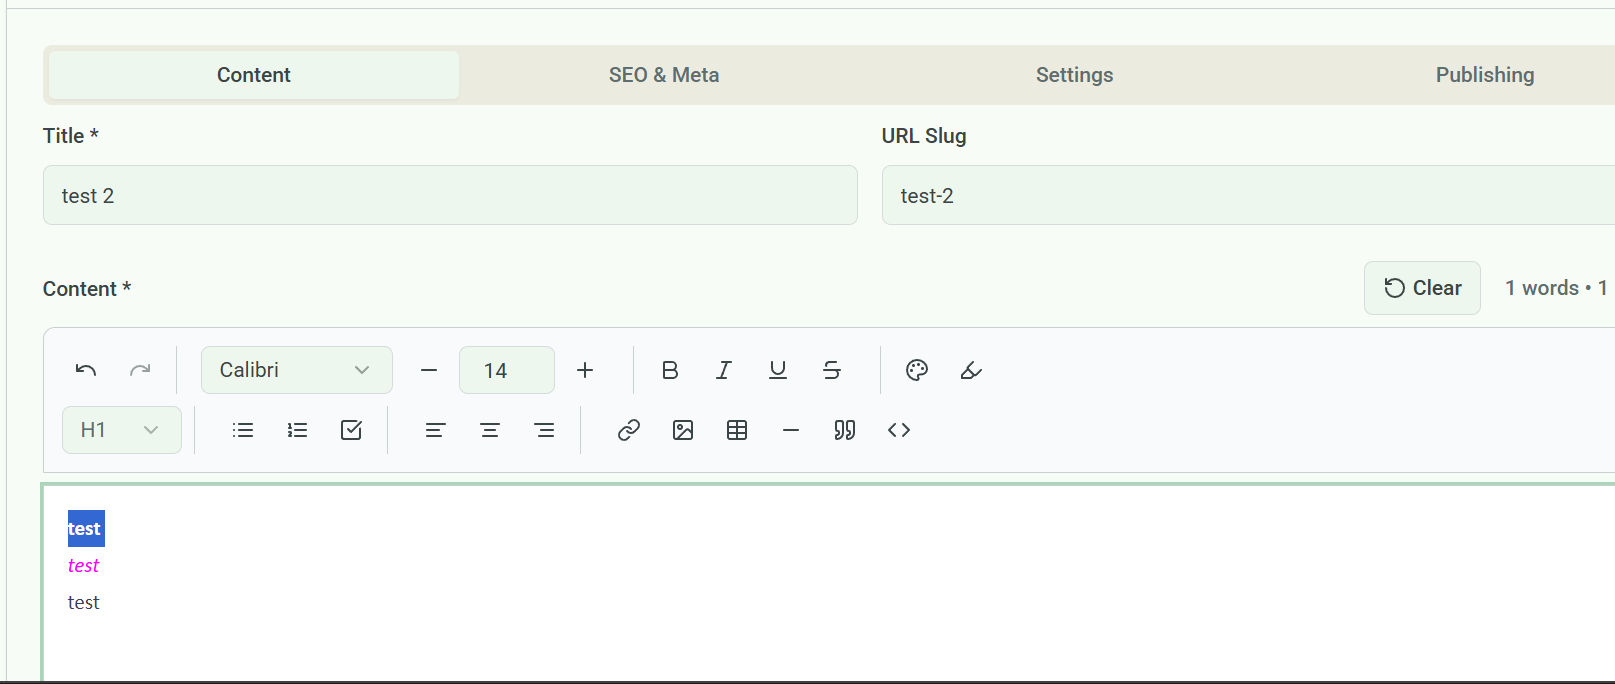 Content SEO & Meta Settings Publishing
Title * URL Slug
test 2 test-2
Content * Clear 1 words • 1
Calibri 14 B I U S
H1
test
test
test